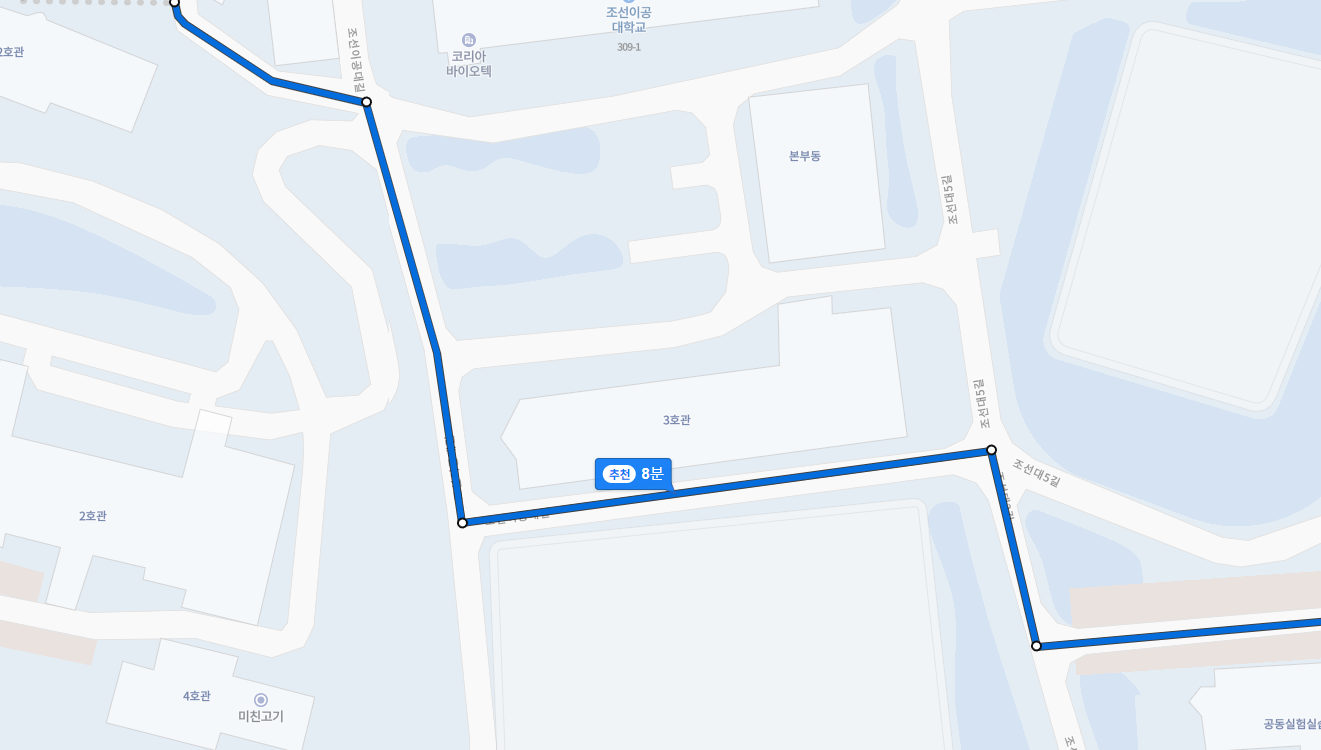 조선이공
대학교
309-1
코리아
바이오텍
조선이공대길
2호관
본부동
조선대5길
조선대5길
3호관
추천 8분
조선대5길
2호관
4호관
미친고기
공동실험실습